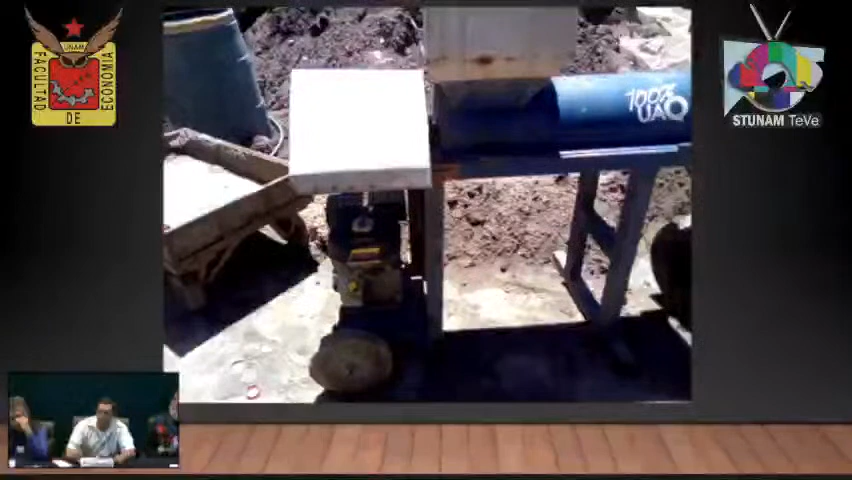 UNAM
FACULTAD
DE
ECONOMIA
100%
UAQ
STUNAM TeVe